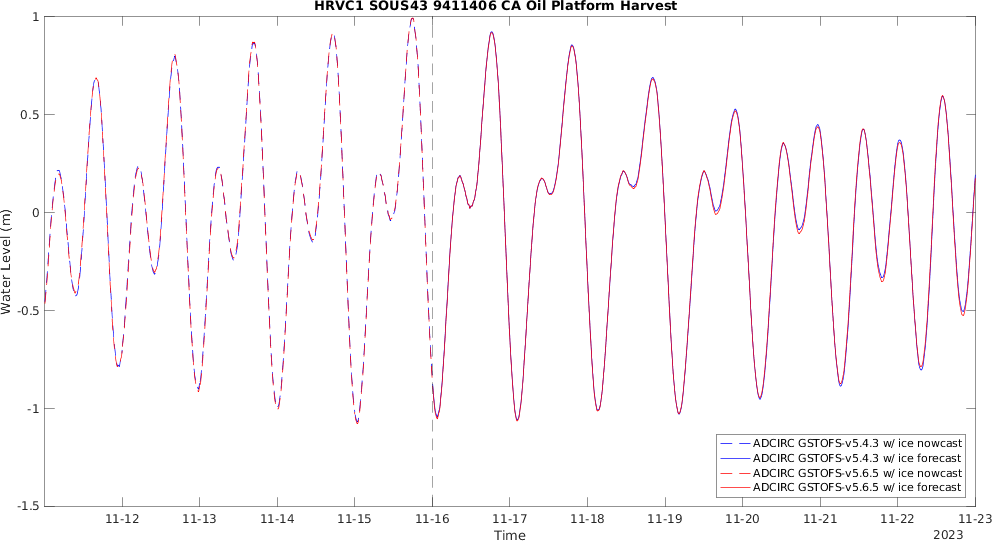 HRVC1 SOUS43 9411406 CA Oil Platform Harvest
1
0.5
0
-0.5
-1
-1.5
Water Level (m)
11-12 11-13 11-14 11-15 11-16 11-17 11-18 11-19 11-20 11-21 11-22 11-23
Time
2023
ADCIRC GSTOFS-v5.4.3 w/ ice nowcast
ADCIRC GSTOFS-v5.4.3 w/ ice forecast
ADCIRC GSTOFS-v5.6.5 w/ ice nowcast
ADCIRC GSTOFS-v5.6.5 w/ ice forecast